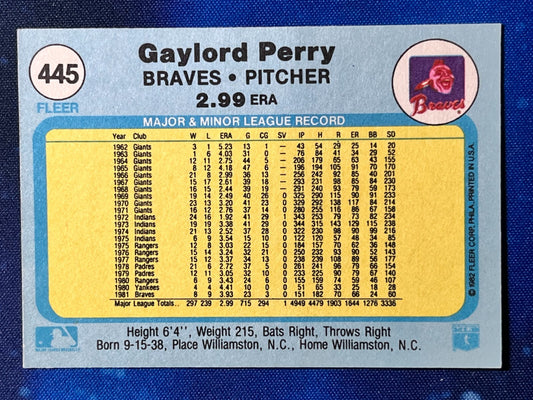 445
FLEER
Gaylord Perry
BRAVES • PITCHER
2.99 ERA
Braves
MAJOR & MINOR LEAGUE RECORD
Year Club W L ERA G CG SV IP H R ER BB SO
1962 Giants 3 1 5.23 13 1 — 43 54 29 25 14 20
1963 Giants 1 6 4.03 31 — — 76 84 41 34 29 52
1964 Giants 12 11 2.75 44 5 — 206 179 65 63 43 155
1965 Giants 8 12 4.18 47 6 — 196 194 105 91 70 170
1966 Giants 21 8 2.99 36 13 — 256 242 92 85 40 201
1967 Giants 15 17 2.61 39 18 — 293 231 98 85 84 230
1968 Giants 16 15 2.44 39 19 — 291 240 93 79 59 173
1969 Giants 19 14 2.49 40 26 0 325 290 115 90 91 233
1970 Giants 23 13 3.20 41 23 0 329 292 138 117 84 214
1971 Giants 16 12 2.76 37 14 0 280 255 116 86 67 158
1972 Indians 24 16 1.92 41 29 1 343 253 79 73 82 234
1973 Indians 19 19 3.38 41 29 0 344 315 143 129 115 238
1974 Indians 21 13 2.52 37 28 0 322 230 98 90 99 216
1975 Indians 6 9 3.54 15 10 0 122 120 57 48 34 85
1975 Rangers 12 8 3.03 22 15 0 184 157 70 62 36 148
1976 Rangers 15 14 3.24 32 21 0 250 232 93 90 52 143
1977 Rangers 15 12 3.37 34 13 0 238 239 108 89 56 177
1978 Padres 21 6 2.72 37 5 0 261 241 96 79 66 154
1979 Padres 12 11 3.05 32 10 0 233 225 90 79 67 140
1980 Rangers 6 9 3.43 24 6 0 155 159 74 59 46 107
1980 Yankees 4 4 4.41 10 0 0 51 65 33 25 18 28
1981 Braves 8 9 3.93 23 3 0 151 182 70 66 24 60
Major League Totals.. 297 239 2.99 715 294 1 4949 4479 1903 1644 1276 3336
Height 6'4'', Weight 215, Bats Right, Throws Right
Born 9-15-38, Place Williamston, N.C., Home Williamston, N.C.
© 1982 FLEER CORP. PHILA. PRINTED IN U.S.A.